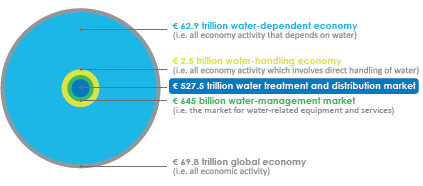 € 62.9 trillion water-dependent economy
(i.e. all economy activity that depends on water)
€ 2.5 trillion water-handling economy
(i.e. all economy activity which involves direct handling of water)
€ 527.5 trillion water treatment and distribution market
€ 645 billion water-management market
(i.e. the market for water-related equipment and services)
€ 69.8 trillion global economy
(i.e. all economic activity)